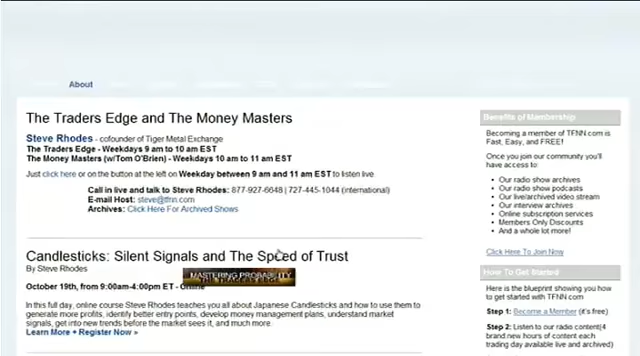 About
The Traders Edge and The Money Masters
Steve Rhodes - cofounder of Tiger Metal Exchange
The Traders Edge - Weekdays 9 am to 10 am EST
The Money Masters (w/Tom O'Brien) - Weekdays 10 am to 11 am EST
Just click here or on the button at the left on Weekday between 9 am and 11 am EST to listen live
Call in live and talk to Steve Rhodes: 877-927-6648 | 727-445-1044 (international)
E-mail Host: steve@tfnn.com
Archives: Click Here For Archived Shows
Candlesticks: Silent Signals and The Speed of Trust
By Steve Rhodes
MASTERING PROBABILITY
THE TRADERS EDGE
October 19th, from 9:00am-4:00pm ET - Online
In this full day, online course Steve Rhodes teaches you all about Japanese Candlesticks and how to use them to
generate more profits, identify better entry points, develop money management plans, understand market
signals, get into new trends before the market sees it, and much more.
Learn More + Register Now »
Benefits of Membership
Becoming a member of TFNN.com is
Fast, Easy, and FREE!
Once you join our community you'll
have access to:
• Our radio show archives
• Our radio show podcasts
• Our live/archived video stream
• Our interview archives
• Online subscription services
• Members Only Discounts
• And a whole lot more!
Click Here To Join Now
How To Get Started
Here is the blueprint showing you how
to get started with TFNN.com
Step 1: Become a Member (it's free)
Step 2: Listen to our radio content(4
brand new hours of content each
trading day available live and archived)